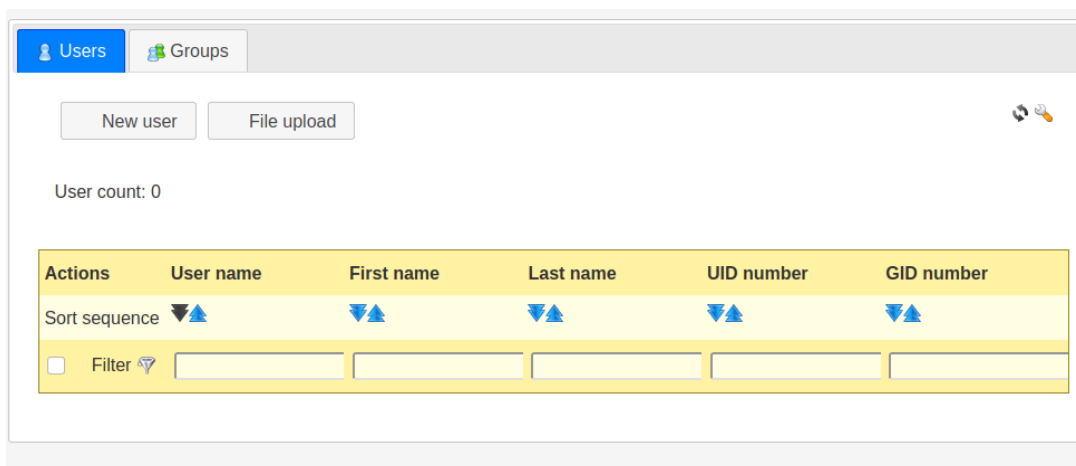 Users Groups
New user File upload
User count: 0
Actions User name First name Last name UID number GID number
Sort sequence
Filter